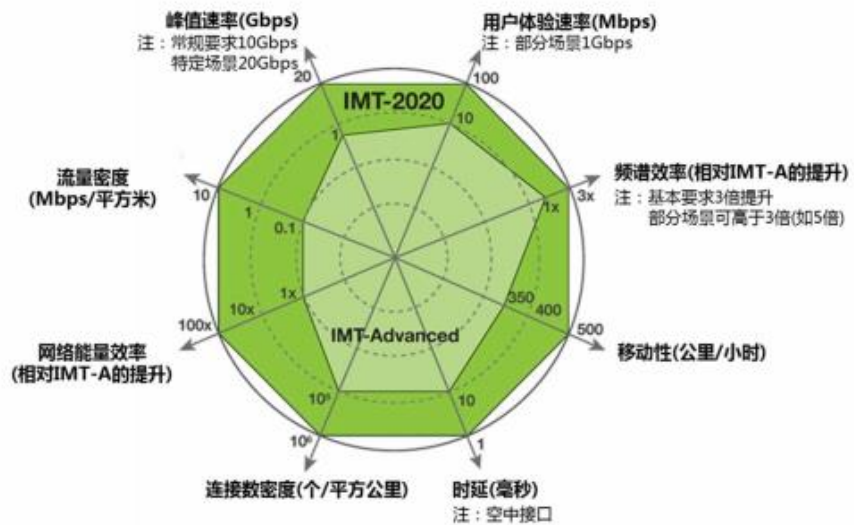 峰值速率(Gbps)
注：常规要求10Gbps
特定场景20Gbps
用户体验速率(Mbps)
注：部分场景1Gbps
20
100
IMT-2020
1
10
流量密度
(Mbps/平方米)
10
1
0.1
频谱效率(相对IMT-A的提升)
注：基本要求3倍提升
部分场景可高于3倍(如5倍)
1x
3x
网络能量效率
(相对IMT-A的提升)
100x
10x
1x
350
400
500
移动性(公里/小时)
IMT-Advanced
10⁵
10⁶
10
1
连接数密度(个/平方公里)
时延(毫秒)
注：空中接口